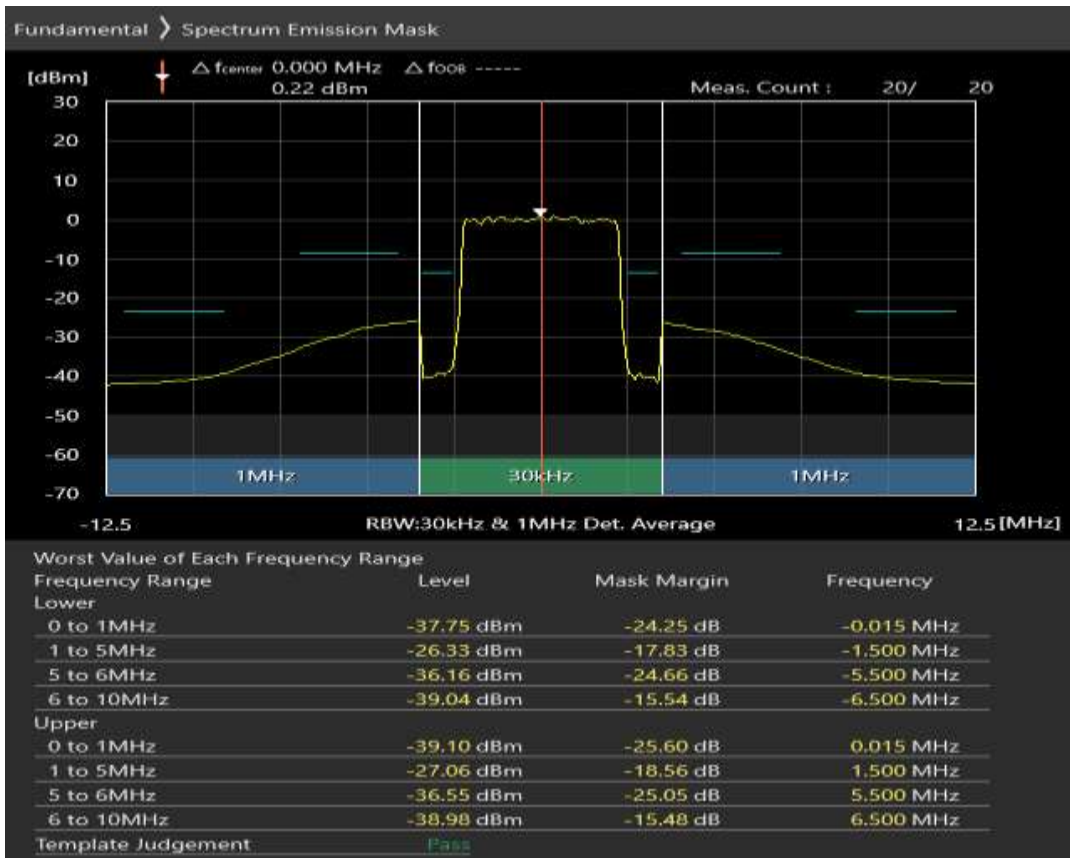 Fundamental ❯ Spectrum Emission Mask
[dBm] △ fcenter 0.000 MHz △ fOOB -----
0.22 dBm Meas. Count : 20/ 20
30
20
10
0
-10
-20
-30
-40
-50
-60
-70
1MHz 30kHz 1MHz
-12.5 RBW:30kHz & 1MHz Det. Average 12.5 [MHz]
Worst Value of Each Frequency Range
Frequency Range Level Mask Margin Frequency
Lower
0 to 1MHz -37.75 dBm -24.25 dB -0.015 MHz
1 to 5MHz -26.33 dBm -17.83 dB -1.500 MHz
5 to 6MHz -36.16 dBm -24.66 dB -5.500 MHz
6 to 10MHz -39.04 dBm -15.54 dB -6.500 MHz
Upper
0 to 1MHz -39.10 dBm -25.60 dB 0.015 MHz
1 to 5MHz -27.06 dBm -18.56 dB 1.500 MHz
5 to 6MHz -36.55 dBm -25.05 dB 5.500 MHz
6 to 10MHz -38.98 dBm -15.48 dB 6.500 MHz
Template Judgement Pass